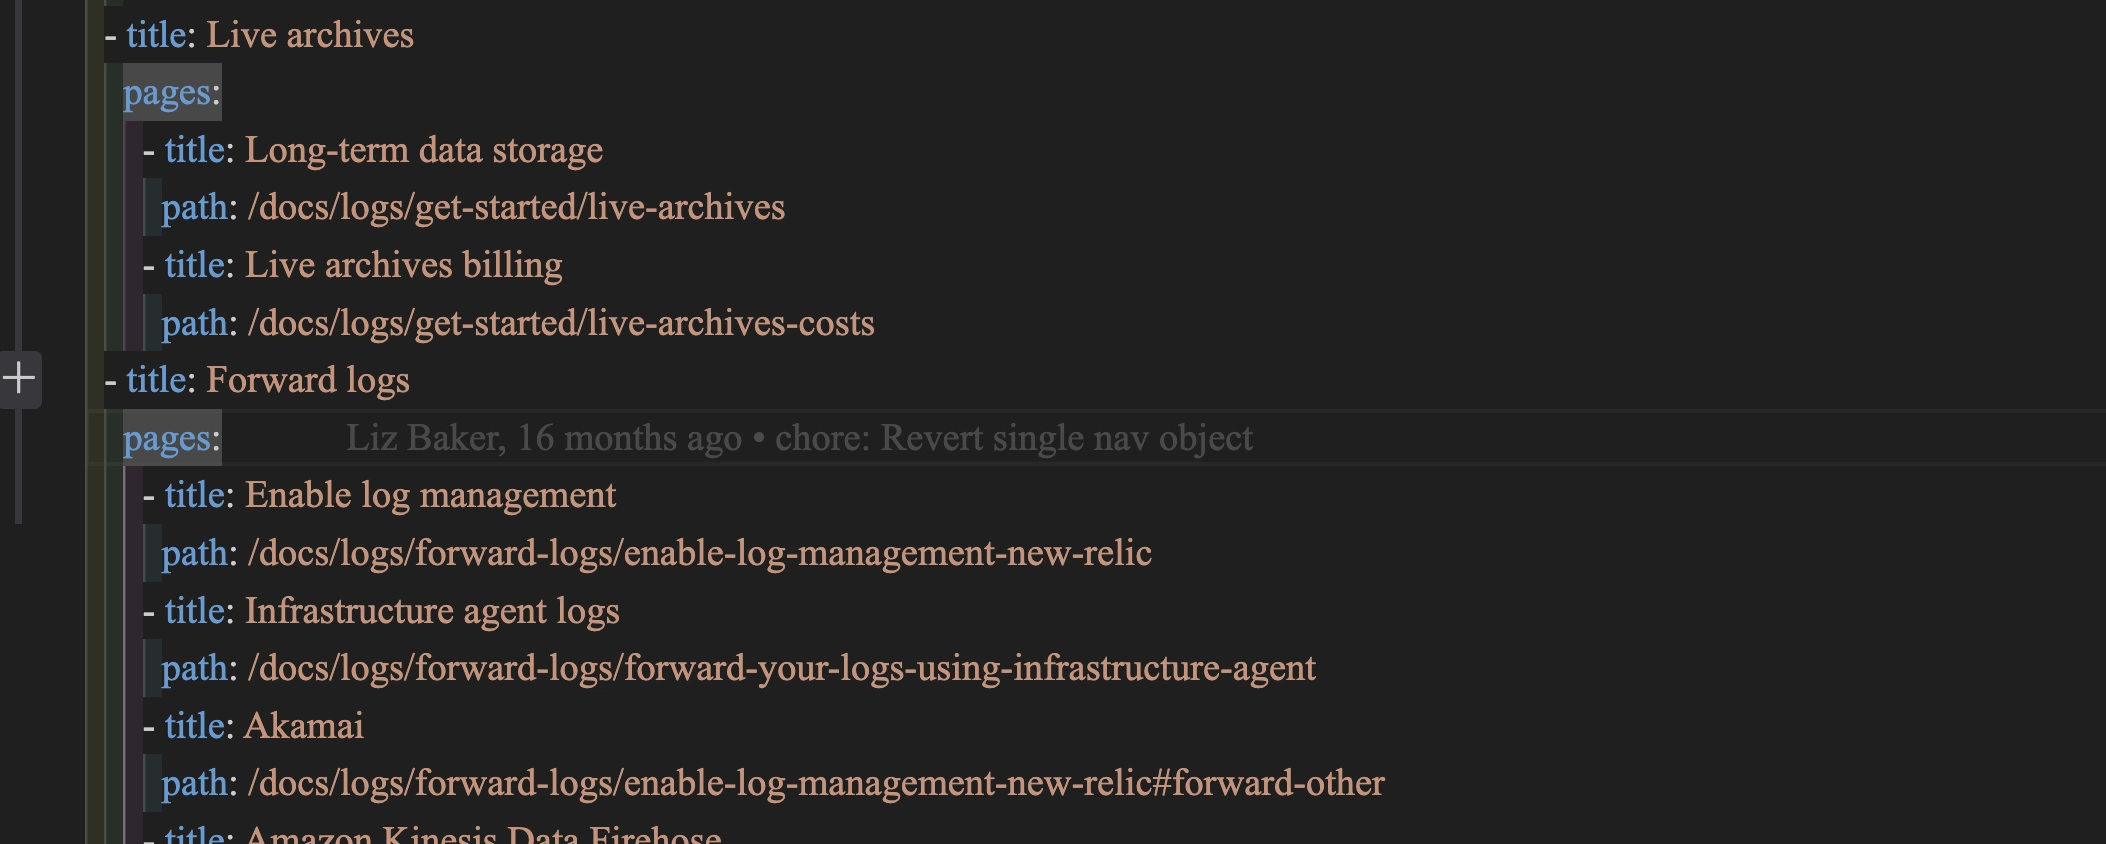 - title: Live archives
pages:
- title: Long-term data storage
path: /docs/logs/get-started/live-archives
- title: Live archives billing
path: /docs/logs/get-started/live-archives-costs
- title: Forward logs
pages: Liz Baker, 16 months ago • chore: Revert single nav object
- title: Enable log management
path: /docs/logs/forward-logs/enable-log-management-new-relic
- title: Infrastructure agent logs
path: /docs/logs/forward-logs/forward-your-logs-using-infrastructure-agent
- title: Akamai
path: /docs/logs/forward-logs/enable-log-management-new-relic#forward-other
- title: Amazon Kinesis Data Firehose